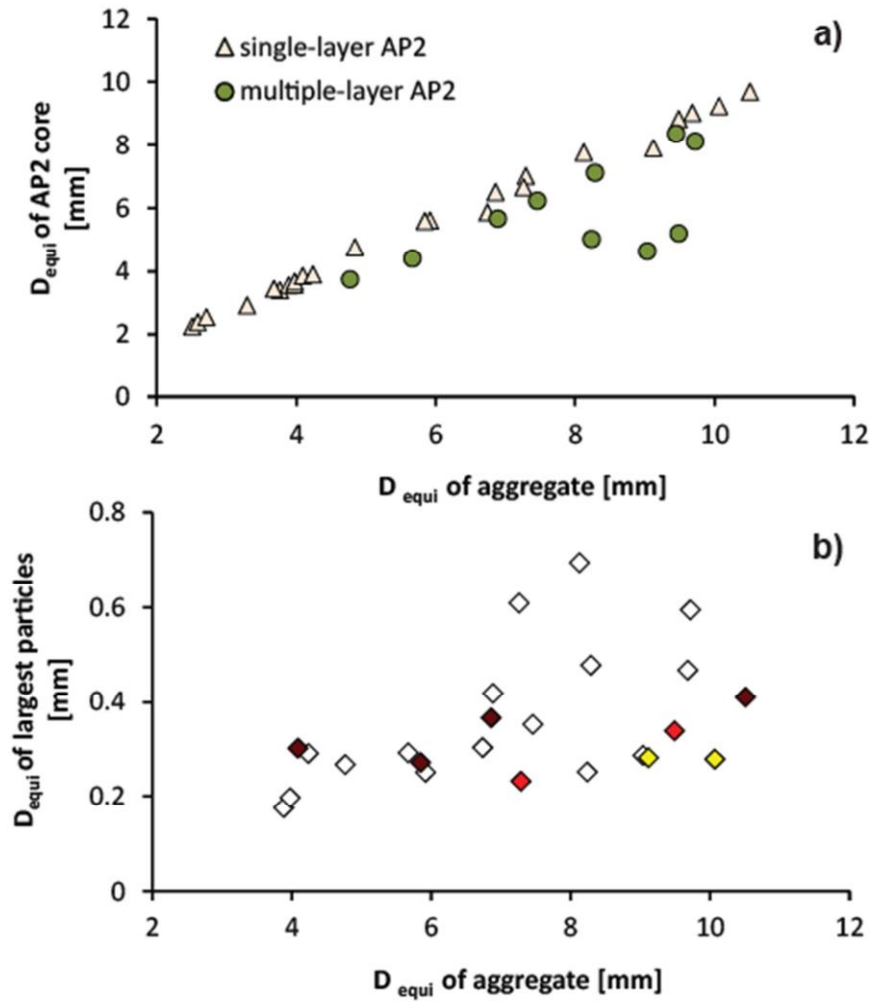 a)
single-layer AP2
multiple-layer AP2
12
10
8
6
4
2
0
D equi of AP2 core
[mm]
2 4 6 8 10 12
D equi of aggregate [mm]
b)
0.8
0.6
0.4
0.2
0
D equi of largest particles
[mm]
2 4 6 8 10 12
D equi of aggregate [mm]